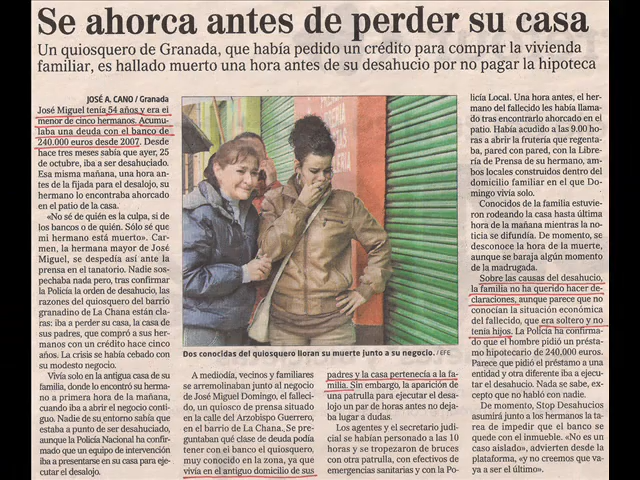 Se ahorca antes de perder su casa
Un quiosquero de Granada, que había pedido un crédito para comprar la vivienda
familiar, es hallado muerto una hora antes de su desahucio por no pagar la hipoteca
JOSÉ A. CANO / Granada
José Miguel tenía 54 años y era el
menor de cinco hermanos. Acumu-
laba una deuda con el banco de
240.000 euros desde 2007. Desde
hace tres meses sabía que ayer, 25
de octubre, iba a ser desahuciado.
Esa misma mañana, una hora an-
tes de la fijada para el desalojo, su
hermano lo encontraba ahorcado
en el patio de la casa.
«No sé de quién es la culpa, si
de los bancos o de quién. Sólo sé que
mi hermano está muerto». Car-
men, la hermana mayor de José
Miguel, se despedía así ante la
prensa en el tanatorio. Nadie sos-
pechaba nada pero, tras confirmar
la Policía la orden de desahucio, las
razones del quiosquero del barrio
granadino de La Chana están cla-
ras: iba a perder su casa, la casa de
sus padres, que compró a sus her-
manos con un crédito hace cinco
años. La crisis se había cebado con
su modesto negocio.
Vivía solo en la antigua casa de su
familia, donde lo encontró su herma-
no a primera hora de la mañana,
cuando iba a abrir el negocio conti-
guo. Nadie de su entorno sabía que
estaba a punto de ser desahuciado,
aunque la Policía Nacional ha confir-
mado que un equipo de intervención
iba a presentarse en su casa para eje-
cutar el desalojo.
Dos conocidas del quiosquero lloran su muerte junto a su negocio. / EFE
A mediodía, vecinos y familiares
se arremolinaban junto al negocio
de José Miguel Domingo, el falleci-
do, un quiosco de prensa situado
en la calle del Arzobispo Guerrero,
en el barrio de La Chana. Se pre-
guntaban qué clase de deuda podía
tener con el banco el quiosquero,
muy conocido en la zona, ya que
vivía en el antiguo domicilio de sus
padres y la casa pertenecía a la fa-
milia. Sin embargo, la aparición de
una patrulla para ejecutar el desalo-
jo un par de horas antes no dejaba
lugar a dudas.
Los agentes y el secretario judi-
cial se habían personado a las 10
horas y se tropezaron de bruces
con otra patrulla, con efectivos de
emergencias sanitarias y con la Po-
licía Local. Una hora antes, el her-
mano del fallecido les había llama-
do tras encontrarlo ahorcado en el
patio. Había acudido a las 9.00 horas
a abrir la frutería que regenta-
ba, pared con pared, con la Libre-
ría de Prensa de su hermano, am-
bos locales construidos dentro del
domicilio familiar en el que Do-
mingo vivía solo.
Conocidos de la familia estuvie-
ron rodeando la casa hasta última
hora de la mañana mientras la no-
ticia se difundía. De momento, se
desconoce la hora de la muerte,
aunque se baraja algún momento
de la madrugada.
Sobre las causas del desahucio,
la familia no ha querido hacer de-
claraciones, aunque parece que no
conocían la situación económica
del fallecido, que era soltero y no
tenía hijos. La Policía ha confirma-
do que el hombre pidió un présta-
mo hipotecario de 240.000 euros.
Parece que pidió el préstamo a una
entidad y otra diferente iba a ejecu-
tar el desahucio. Nada se sabe, ex-
cepto que no habló con nadie.
De momento, Stop Desahucios
asumirá junto a los hermanos la ta-
rea de impedir que el banco se
quede con el inmueble. «No es un
caso aislado», advierten desde la
plataforma, «y no creemos que va-
ya a ser el último».